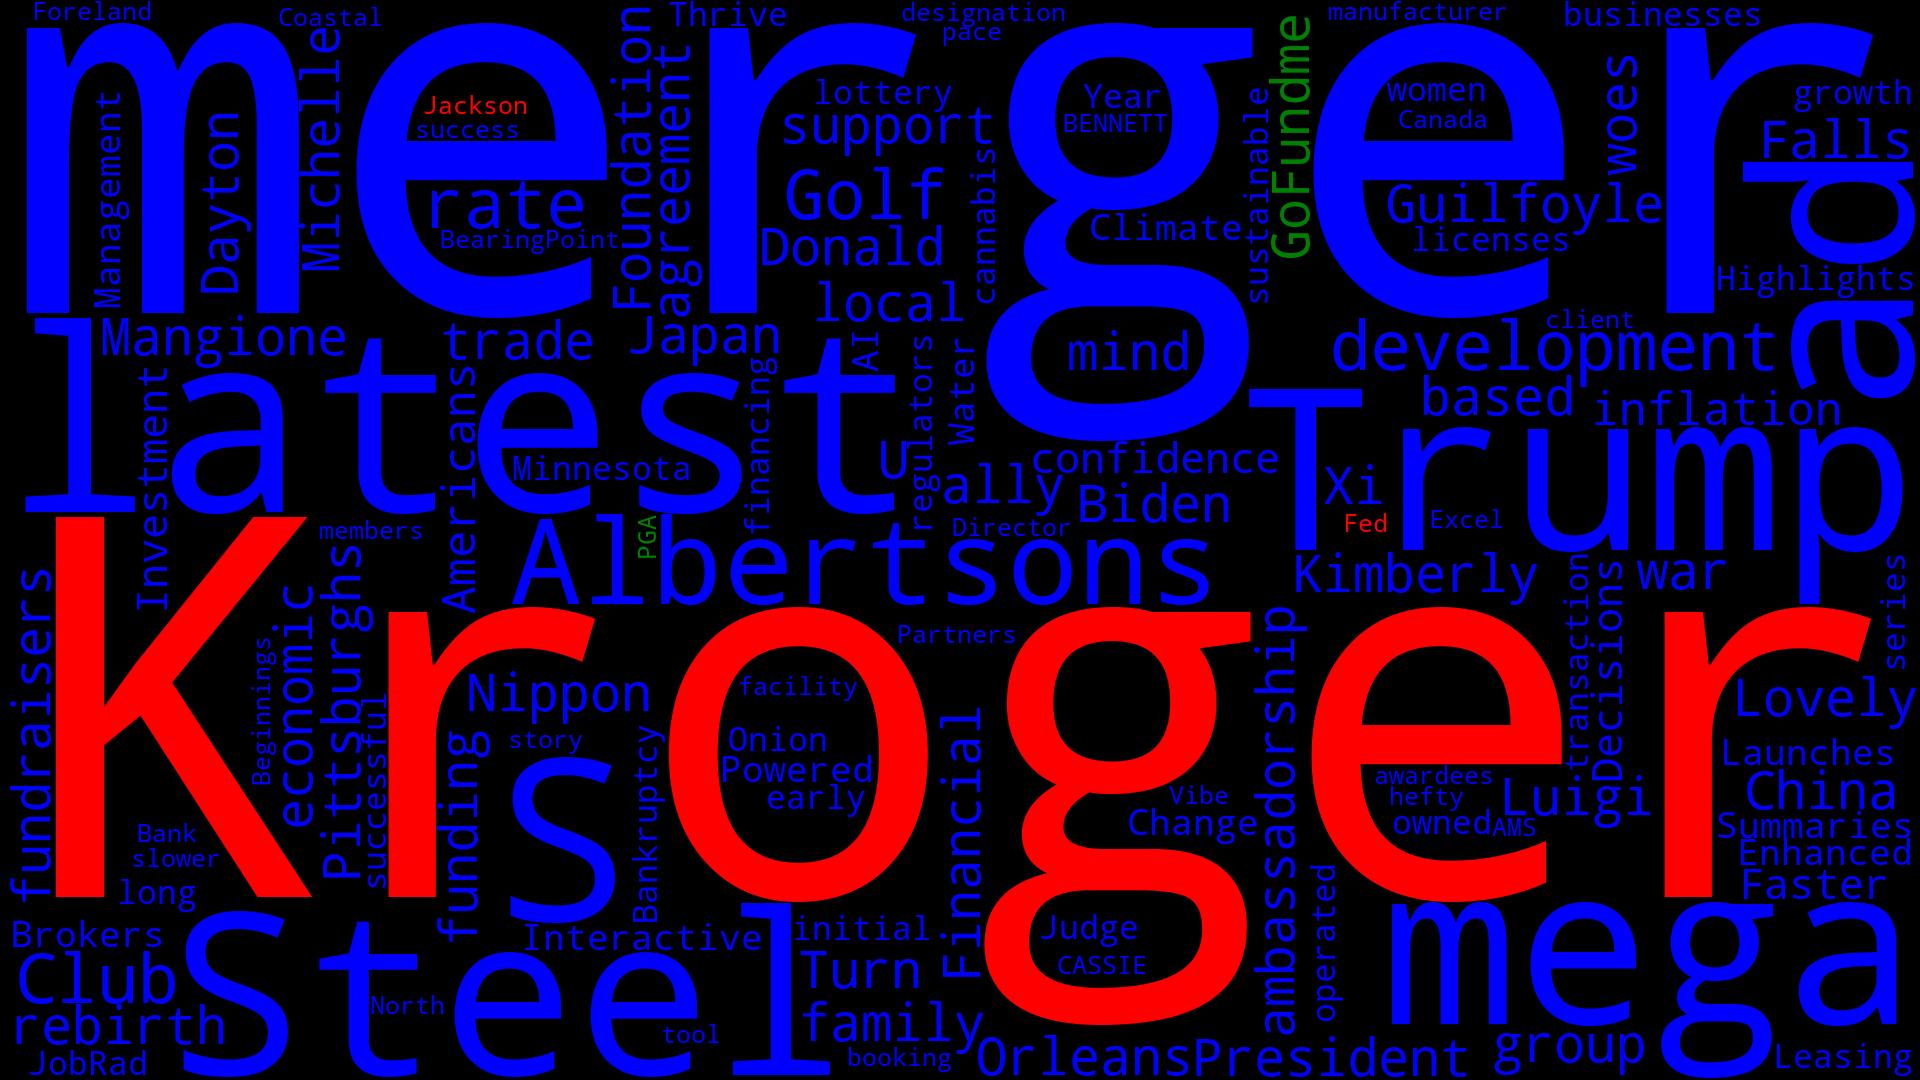 Foreland
Coastal
Thrive
designation
pace
manufacturer
businesses
merger
Management
Dayton
Michelle
Jackson
success
rate
BearingPoint
Foundation
agreement
lottery
support
Golf
Donald
local
cannabis
Year
BENNETT
Climate
sustainable
GoFundme
women
Canada
Guilfoyle
licenses
woes
growth
Falls
ad
Highlights
latest
Mangione
trade
Japan
AI
mind
client
development
based
inflation
Investment
Americans
Minnesota
financing
U
regulators
Water
ally
confidence
Biden
Trump
Xi
Fed
Excel
members
Albertsons
PGA
Director
Kimberly
war
transaction
Decisions
series
Kroger
fundraisers
Beginnings
economic
Pittsburghs
successful
Partners
Nippon
story
funding
s
Bankruptcy
facility
Onion
Powered
early
Financial
Vibe
Change
ambassadorship
awardees
hefty
owned
AMS
Luigi
Lovely
Launches
China
Summaries
Enhanced
Faster
Bank
slower
long
Brokers
Club
rebirth
JobRad
Steel
North
Interactive
tool
initial
Turn
family
booking
Judge
CASSIE
Orleans
President
operated
mega
group
Leasing